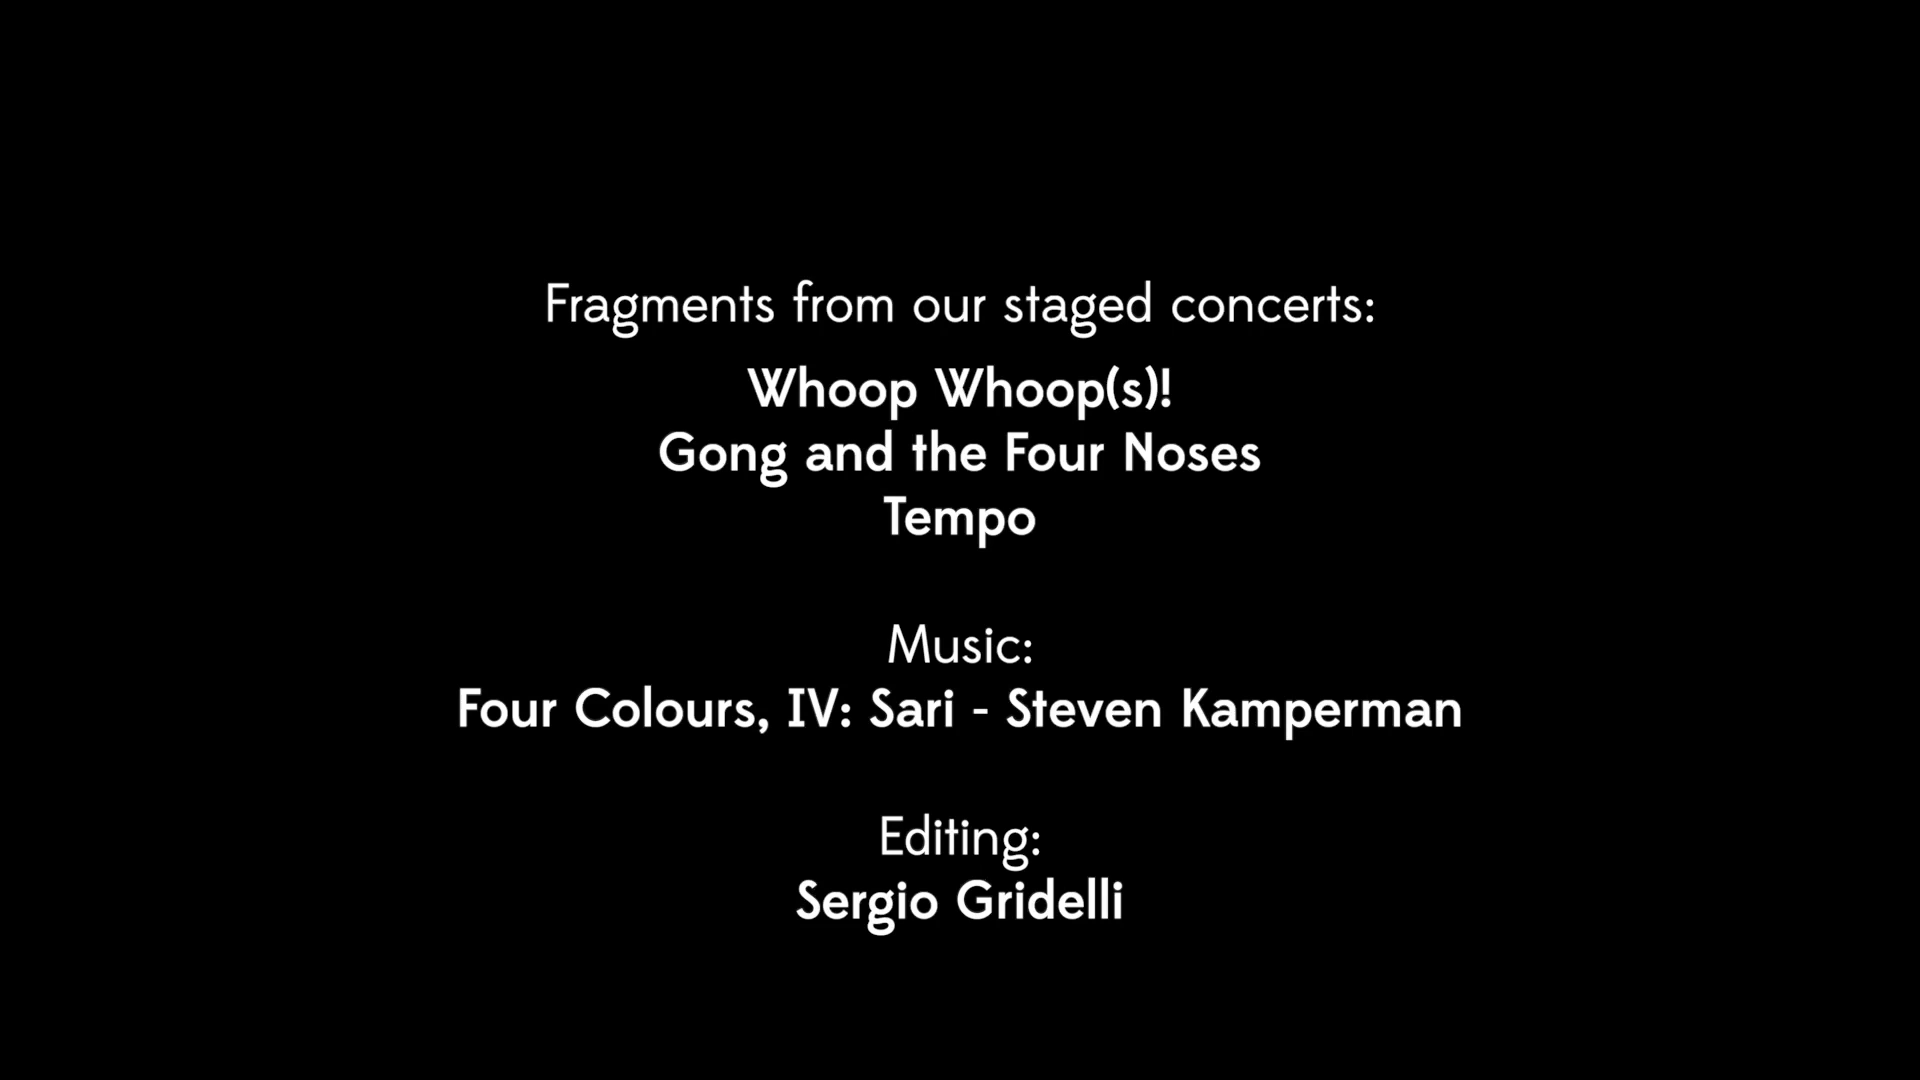 Fragments from our staged concerts:
Whoop Whoop(s)!
Gong and the Four Noses
Tempo
Music:
Four Colours, IV: Sari - Steven Kamperman
Editing:
Sergio Gridelli